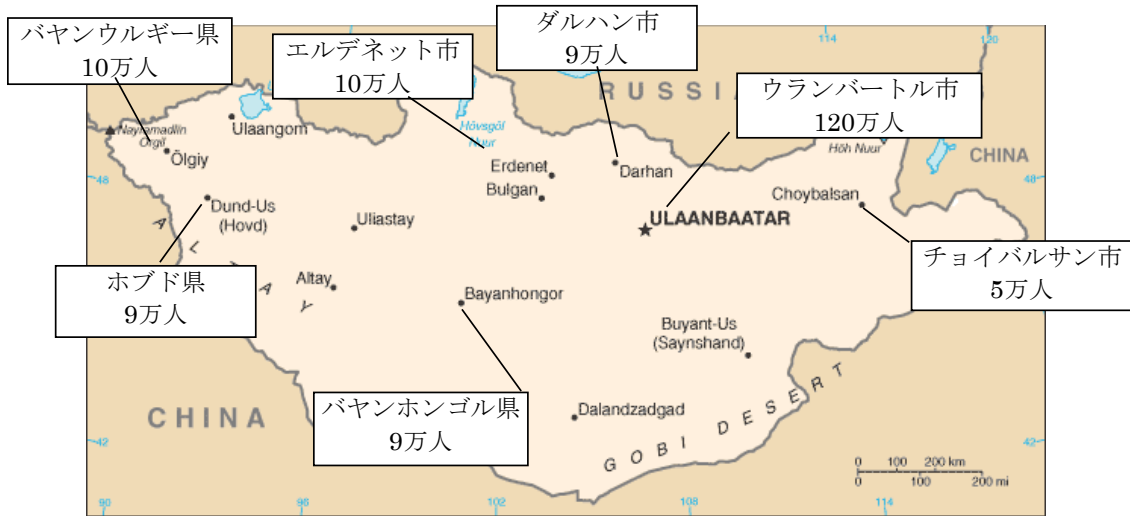 バヤンウルギー県
10万人
エルデネット市
10万人
ダルハン市
9万人
ウランバートル市
120万人
チョイバルサン市
5万人
ホブド県
9万人
バヤンホンゴル県
9万人
114
120
RUSSI
CHINA
Nayramadlin
Orgil
Ulaangom
Ölgiy
Hövsgöl
Nuur
Höh Nuur
48
48
Erdenet
Bulgan
Darhan
Choybalsan
Dund-Us
(Hovd)
Uliastay
ULAANBAATAR
ALTAY
Altay
Bayanhongor
Buyant-Us
(Saynshand)
Dalandzadgad
GOBI DESERT
CHINA
42
42
0 100 200 km
0 100 200 mi
90
96
102
108
114